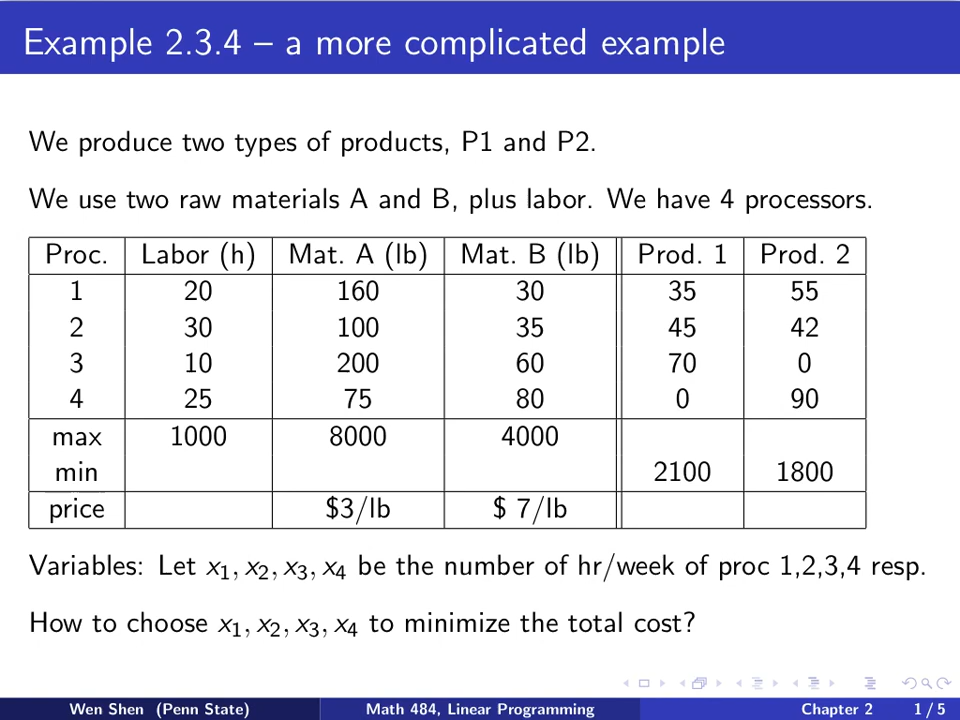 Example 2.3.4 – a more complicated example
We produce two types of products, P1 and P2.
We use two raw materials A and B, plus labor. We have 4 processors.
Proc. Labor (h) Mat. A (lb) Mat. B (lb) Prod. 1 Prod. 2
1 20 160 30 35 55
2 30 100 35 45 42
3 10 200 60 70 0
4 25 75 80 0 90
max 1000 8000 4000
min 2100 1800
price $3/lb $ 7/lb
Variables: Let x₁, x₂, x₃, x₄ be the number of hr/week of proc 1,2,3,4 resp.
How to choose x₁, x₂, x₃, x₄ to minimize the total cost?
Wen Shen (Penn State) Math 484, Linear Programming Chapter 2 1 / 5